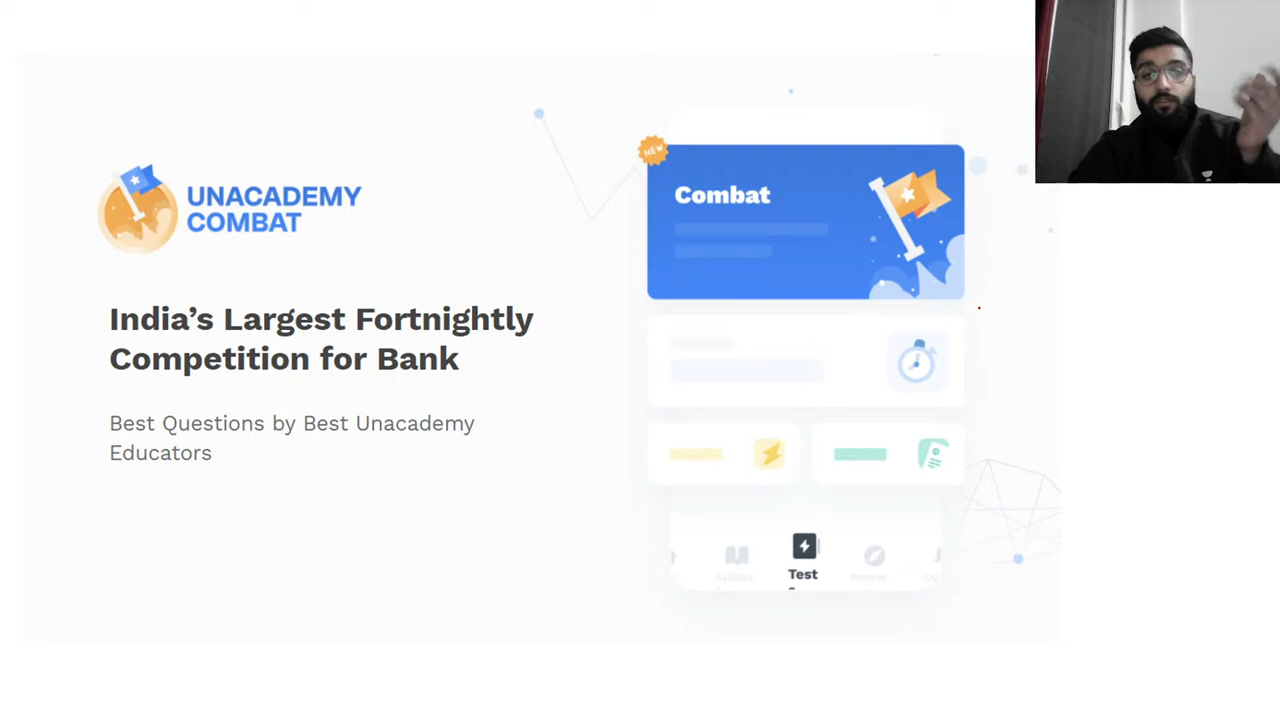 UNACADEMY
COMBAT
India's Largest Fortnightly
Competition for Bank
Best Questions by Best Unacademy
Educators
NEW
Combat
Test